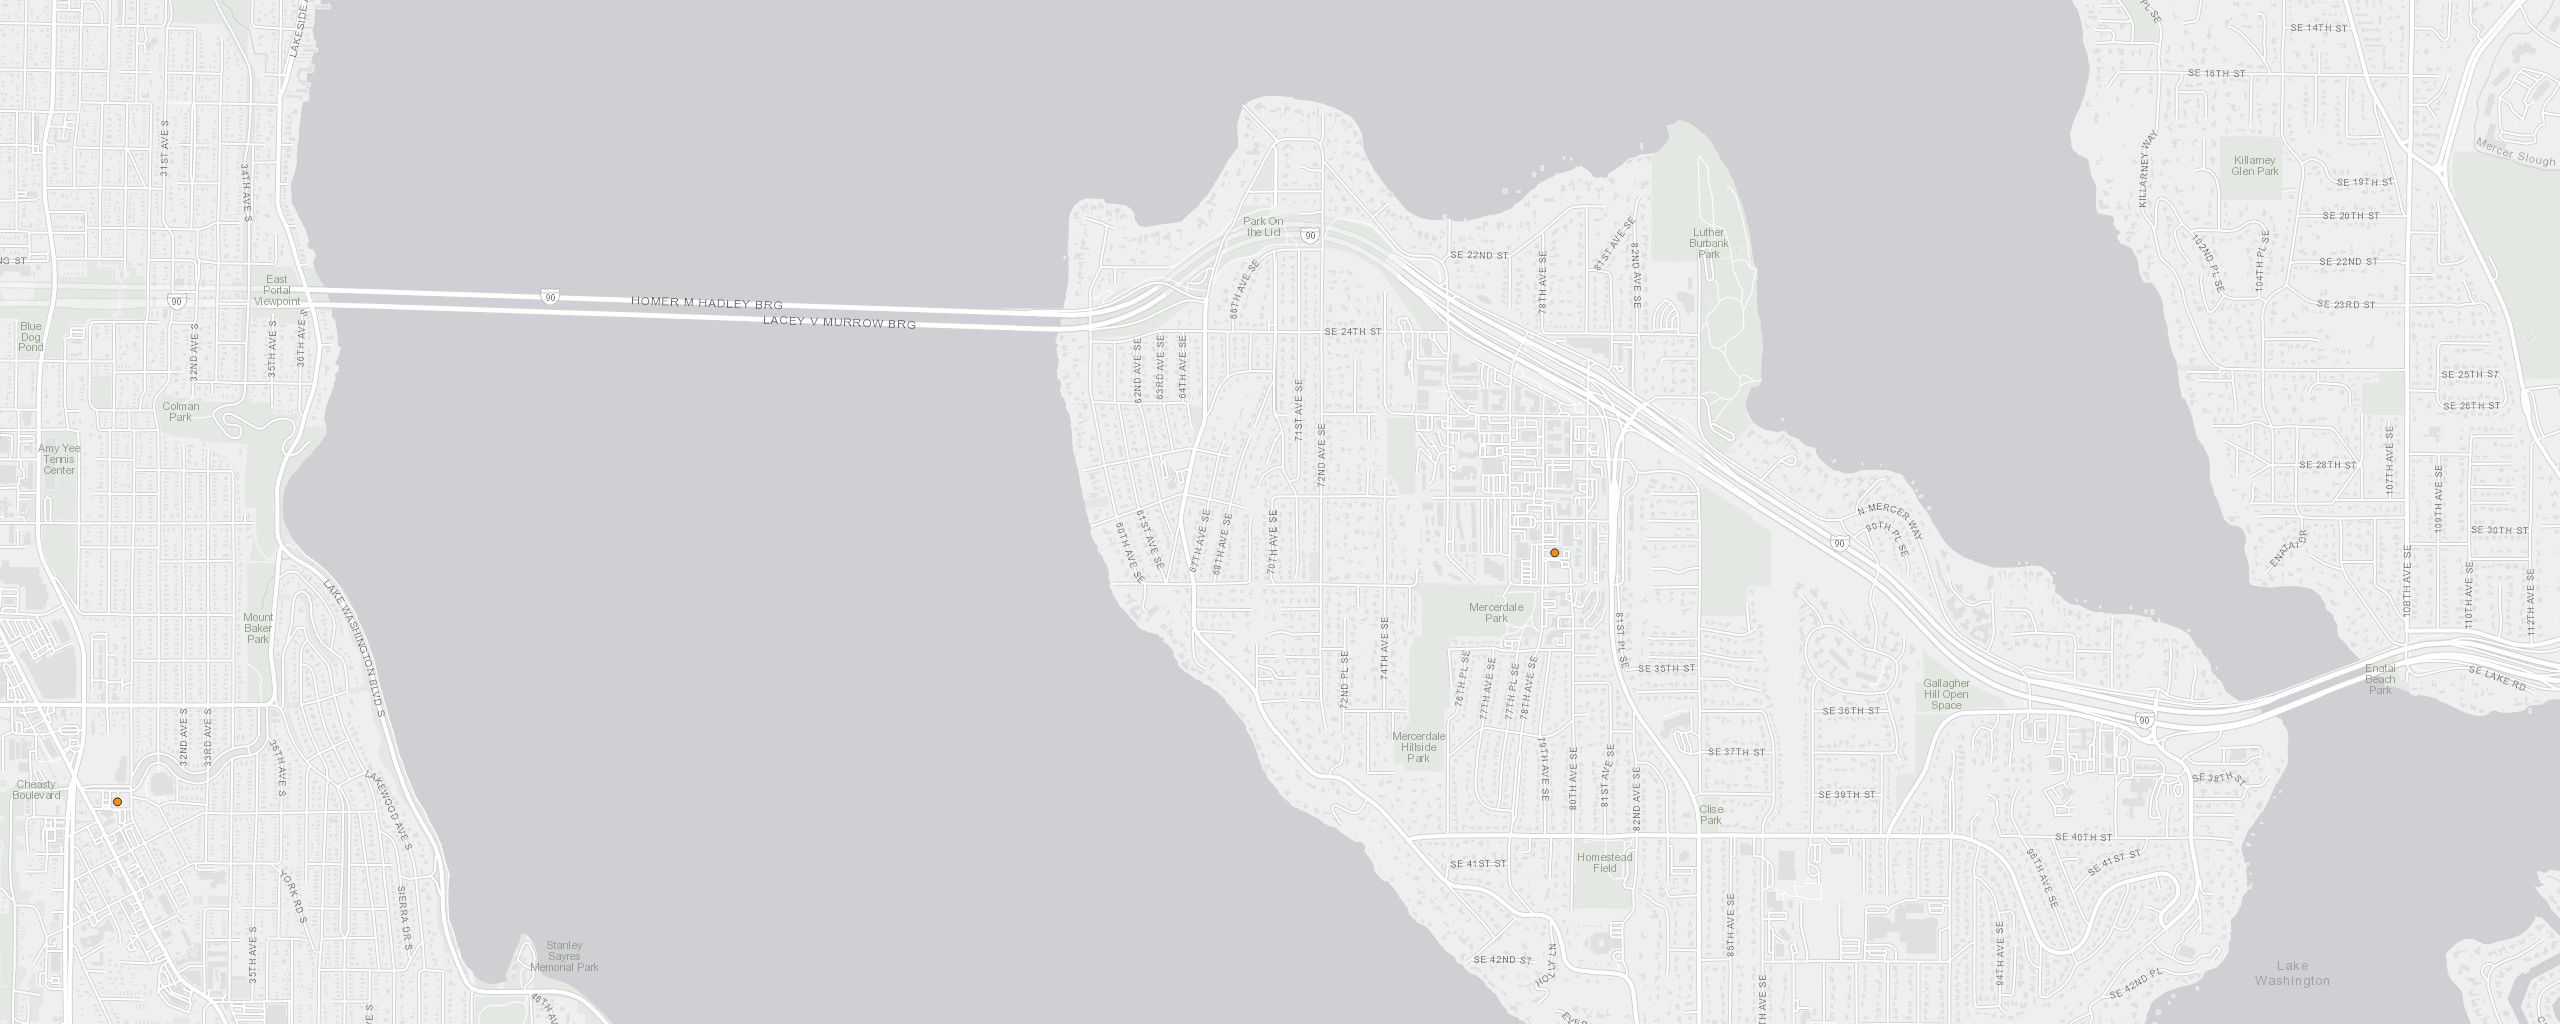 LAKESIDE
31ST AVE S
34TH AVE S
NG ST
East
Portal
Viewpoint
90
Blue
Dog
Pond
32ND AVE S
35TH AVE S
36TH AVE S
Colman
Park
Amy Yee
Tennis
Center
Mount
Baker
Park
LAKE WASHINGTON BLVD S
32ND AVE S
33RD AVE S
36TH AVE S
LAKEWOOD AVE S
Cheasty
Boulevard
YORK RD S
SIERRA DR S
35TH AVE S
Stanley
Sayres
Memorial Park
46TH AV
VE S
90
HOMER M HADLEY BRG
LACEY V MURROW BRG
Park On
the Lid
90
66TH AVE SE
SE 24TH ST
62ND AVE SE
63RD AVE SE
64TH AVE SE
71ST AVE SE
72ND AVE SE
60TH AVE SE
61ST AVE SE
67TH AVE SE
68TH AVE SE
70TH AVE SE
SE 22ND ST
78TH AVE SE
81ST AVE SE
82ND AVE SE
Luther
Burbank
Park
Mercerdale
Park
72ND PL SE
74TH AVE SE
76TH PL SE
77TH AVE SE
77TH PL SE
78TH AVE SE
81ST PL SE
SE 35TH ST
Mercerdale
Hillside
Park
79TH AVE SE
80TH AVE SE
81ST AVE SE
82ND AVE SE
SE 37TH ST
SE 36TH ST
SE 39TH ST
Clise
Park
Homestead
Field
SE 41ST ST
SE 42ND ST
HOLLY LN
85TH AVE SE
TH AVE SE
N MERCER WAY
90TH PL SE
90
Gallagher
Hill Open
Space
90
SE 38TH ST
SE 40TH ST
SE 41ST ST
96TH AVE SE
94TH AVE SE
SE 42ND PL
Lake
Washington
PL SE
SE 14TH ST
SE 16TH ST
KILLARNEY WAY
Killarney
Glen Park
Mercer Slough
SE 19TH ST
SE 20TH ST
102ND PL SE
104TH PL SE
SE 22ND ST
SE 23RD ST
SE 25TH ST
SE 26TH ST
107TH AVE SE
SE 28TH ST
109TH AVE SE
SE 30TH ST
ENATAI DR
108TH AVE SE
110TH AVE SE
112TH AVE SE
Enatai
Beach
Park
SE LAKE RD